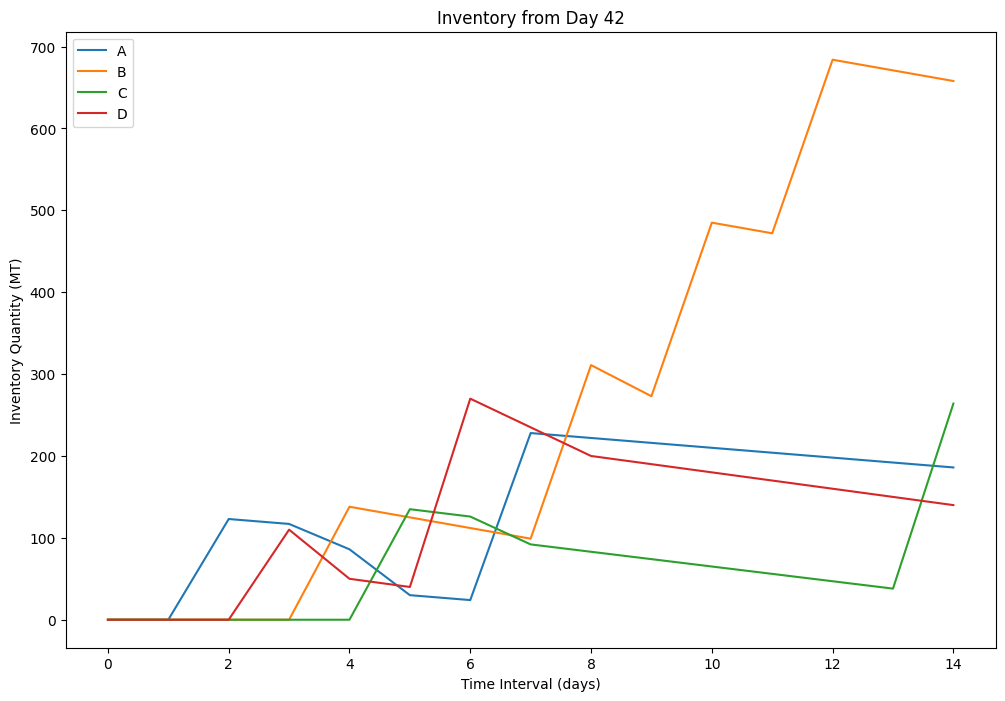 Inventory from Day 42
A
B
C
D
700
600
500
400
300
200
100
0
Inventory Quantity (MT)
0 2 4 6 8 10 12 14
Time Interval (days)